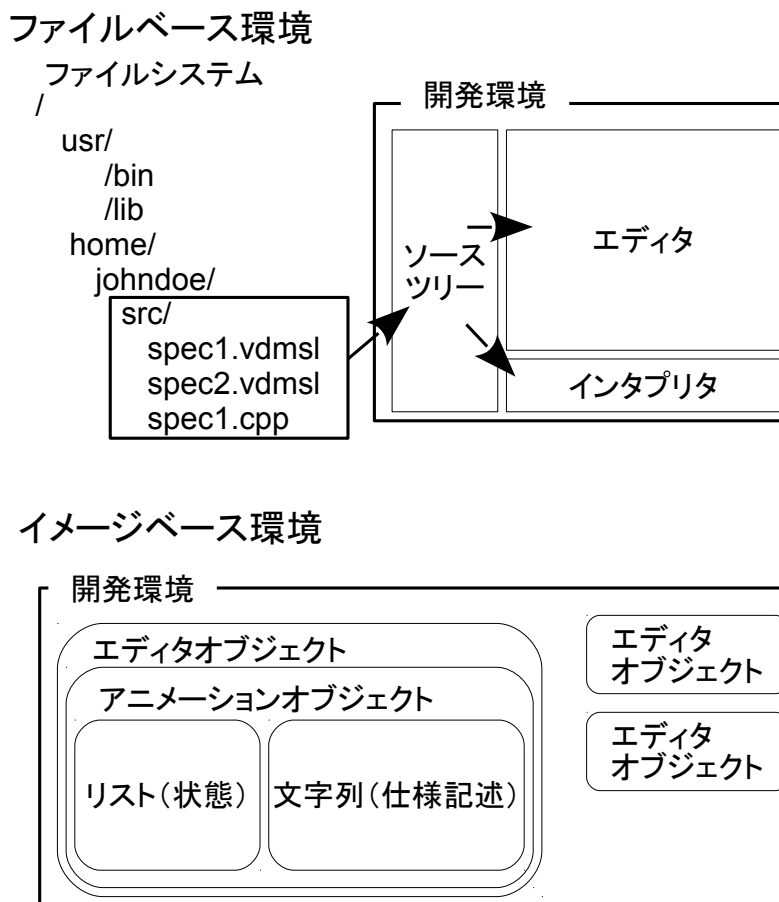 ファイルベース環境
ファイルシステム
/
usr/
/bin
/lib
home/
johndoe/
src/
spec1.vdmsl
spec2.vdmsl
spec1.cpp
開発環境
ソース
ツリー
エディタ
インタプリタ
イメージベース環境
開発環境
エディタオブジェクト
アニメーションオブジェクト
リスト（状態）
文字列（仕様記述）
エディタ
オブジェクト
エディタ
オブジェクト